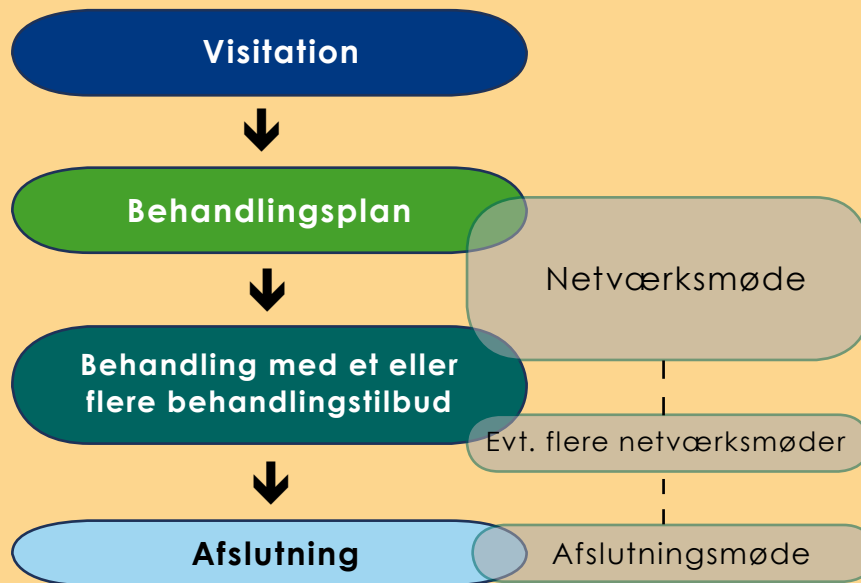 Visitation
Behandlingsplan
Netværksmøde
Behandling med et eller
flere behandlingstilbud
Evt. flere netværksmøder
Afslutning
Afslutningsmøde